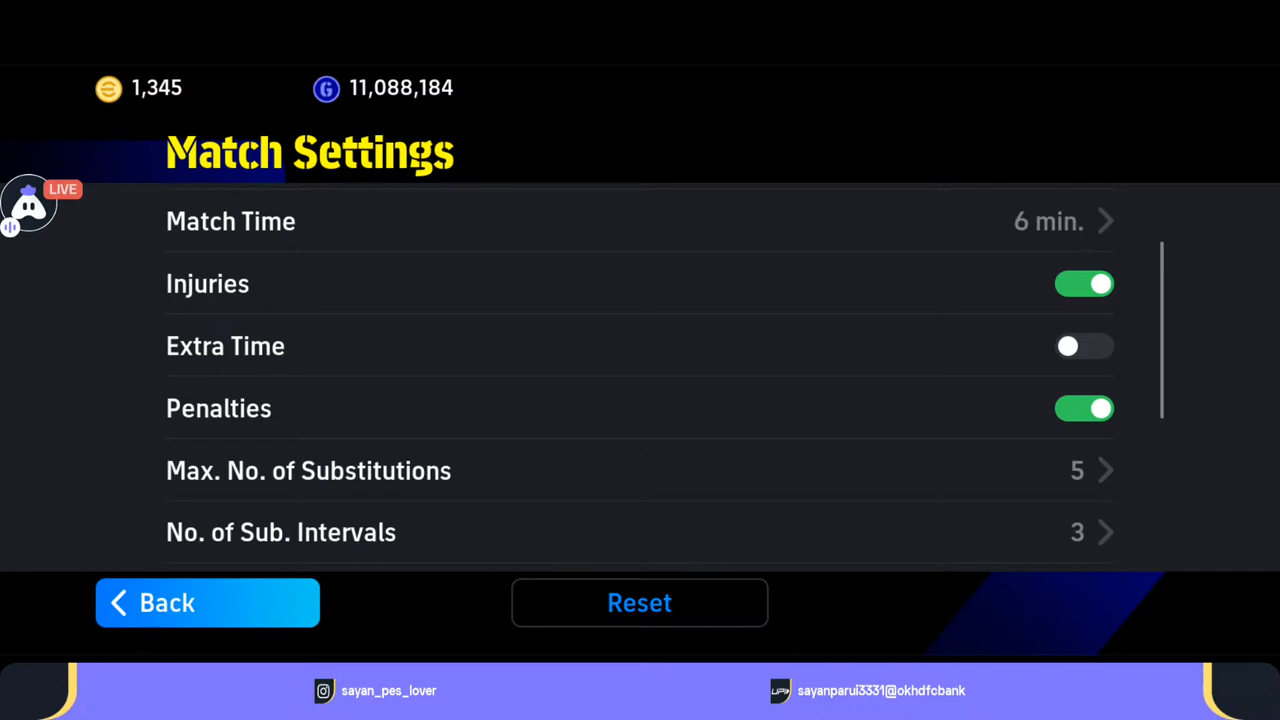 1,345
11,088,184
Match Settings
LIVE
Match Time 6 min.
Injuries
Extra Time
Penalties
Max. No. of Substitutions 5
No. of Sub. Intervals 3
Back
Reset
sayan_pes_lover
UPI sayanparui3331@okhdfcbank